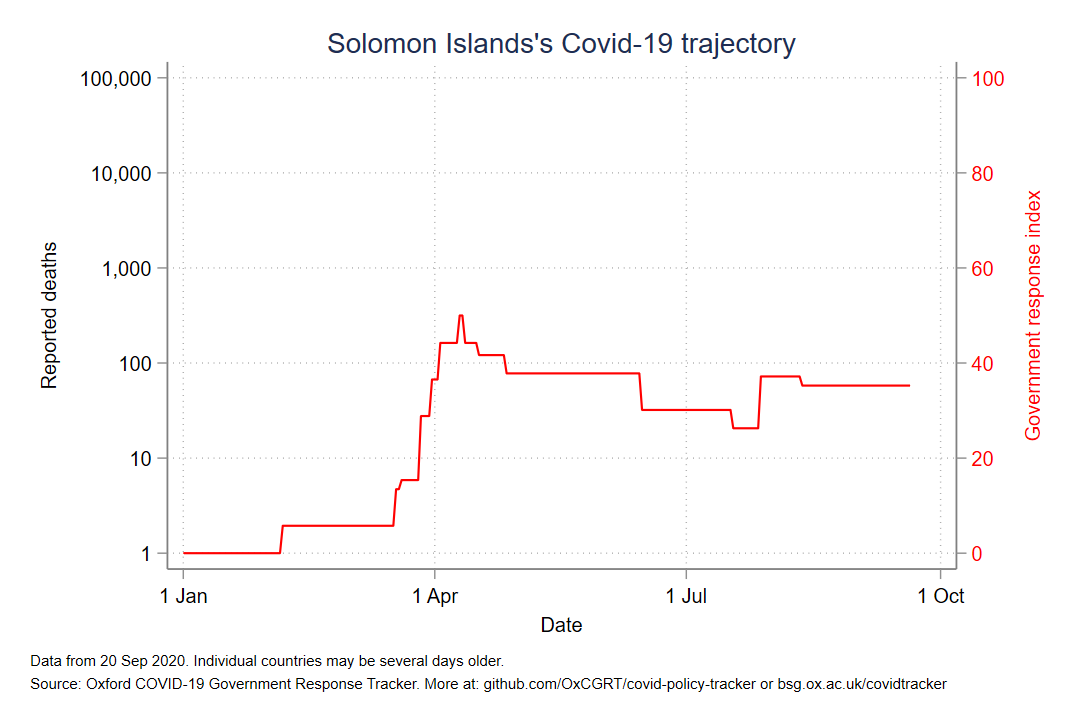 Solomon Islands's Covid-19 trajectory
100,000
10,000
1,000
100
10
1
Reported deaths
100
80
60
40
20
0
Government response index
1 Jan
1 Apr
1 Jul
1 Oct
Date
Data from 20 Sep 2020. Individual countries may be several days older.
Source: Oxford COVID-19 Government Response Tracker. More at: github.com/OxCGRT/covid-policy-tracker or bsg.ox.ac.uk/covidtracker